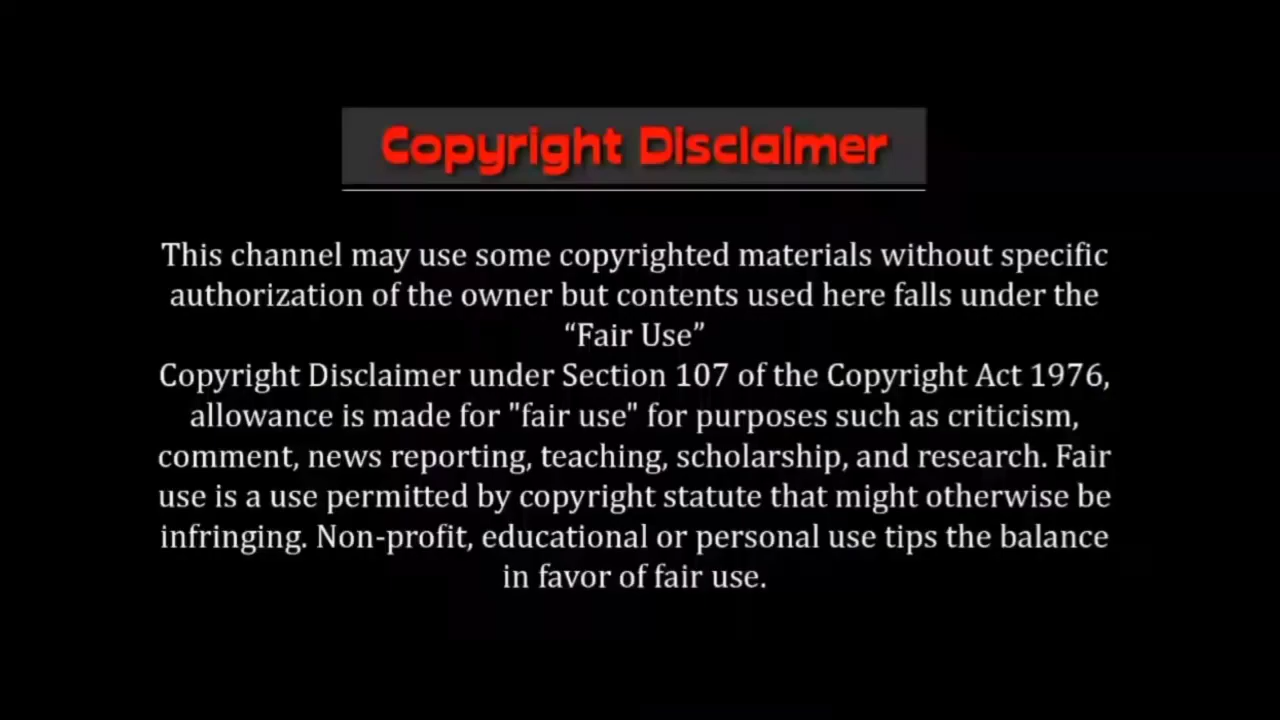 Copyright Disclaimer
This channel may use some copyrighted materials without specific
authorization of the owner but contents used here falls under the
“Fair Use”
Copyright Disclaimer under Section 107 of the Copyright Act 1976,
allowance is made for "fair use" for purposes such as criticism,
comment, news reporting, teaching, scholarship, and research. Fair
use is a use permitted by copyright statute that might otherwise be
infringing. Non-profit, educational or personal use tips the balance
in favor of fair use.